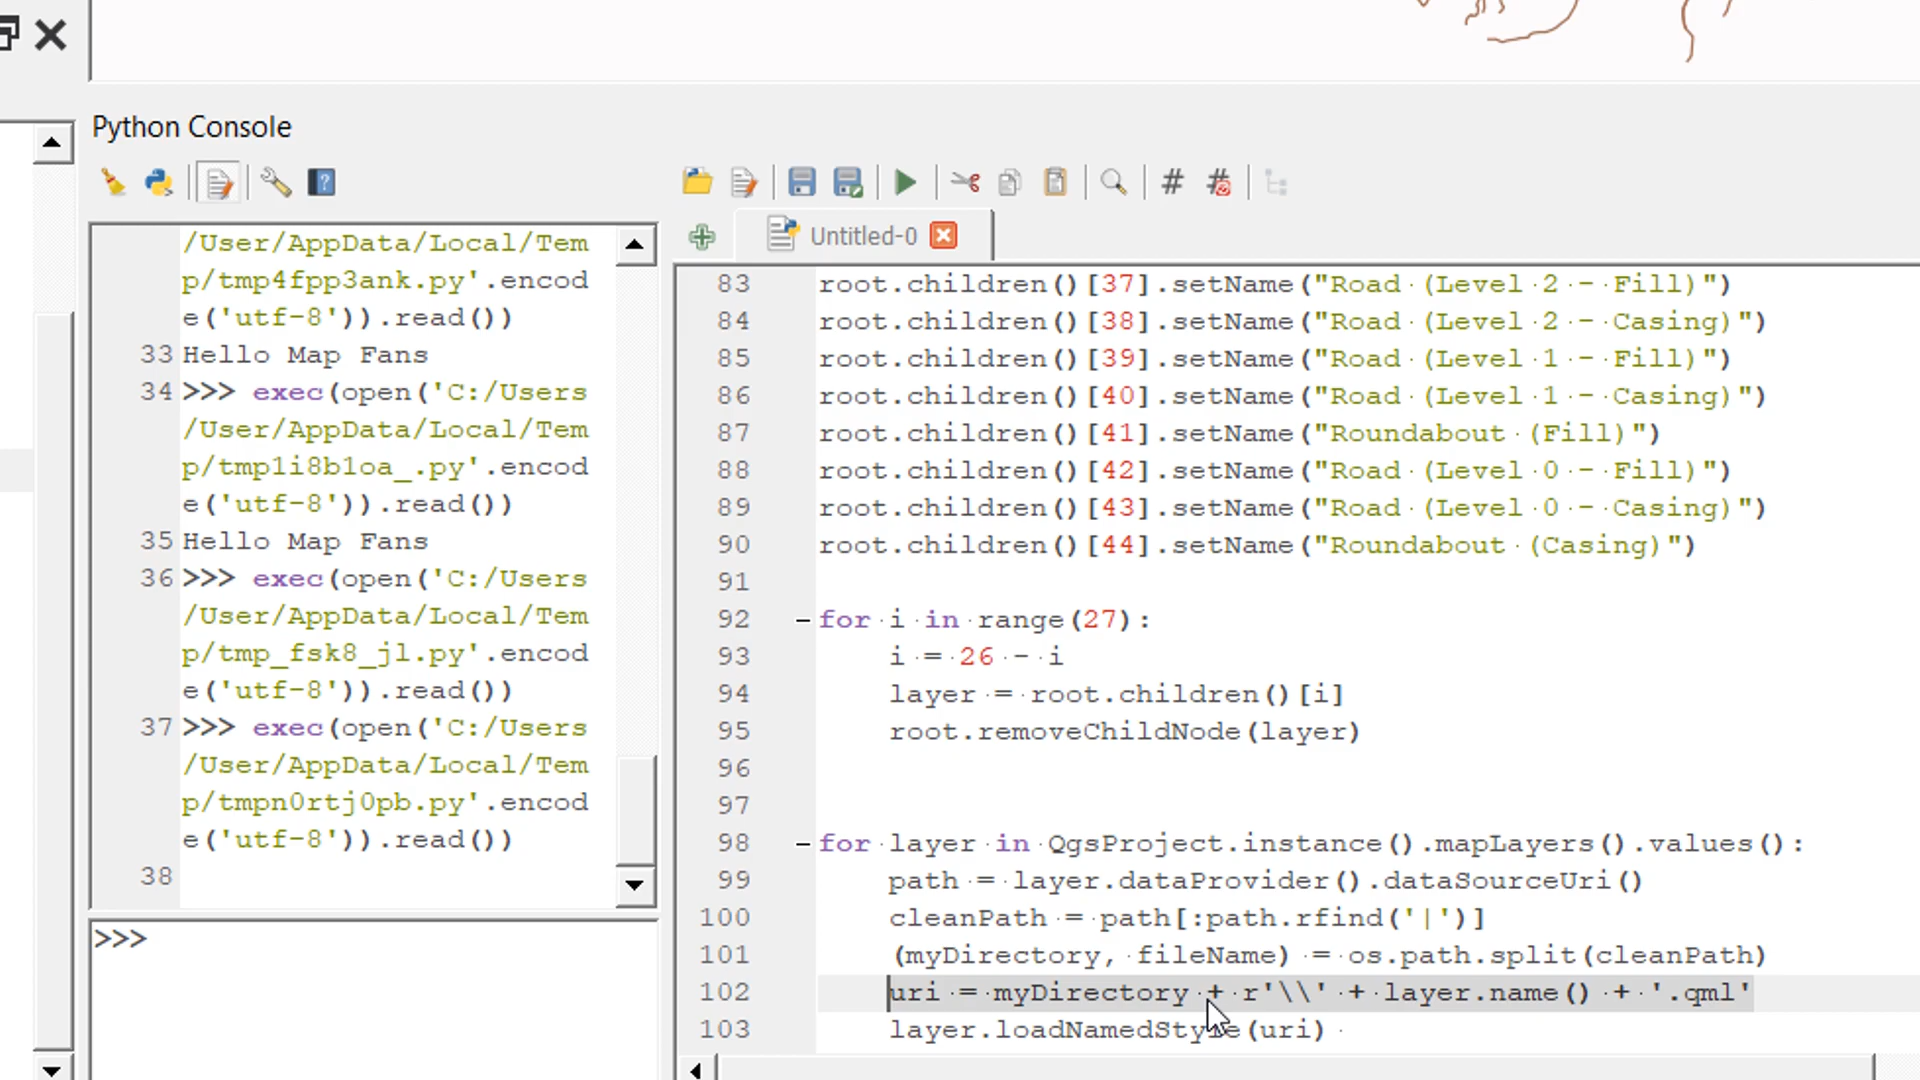 Python Console
Untitled-0
/User/AppData/Local/Tem
p/tmp4fpp3ank.py'.encod
e('utf-8')).read())
33 Hello Map Fans
34 >>> exec(open('C:/Users
/User/AppData/Local/Tem
p/tmp1i8b1oa_.py'.encod
e('utf-8')).read())
35 Hello Map Fans
36 >>> exec(open('C:/Users
/User/AppData/Local/Tem
p/tmp_fsk8_jl.py'.encod
e('utf-8')).read())
37 >>> exec(open('C:/Users
/User/AppData/Local/Tem
p/tmpn0rtj0pb.py'.encod
e('utf-8')).read())
38
>>>
83 root.children()[37].setName("Road (Level 2 - Fill)")
84 root.children()[38].setName("Road (Level 2 - Casing)")
85 root.children()[39].setName("Road (Level 1 - Fill)")
86 root.children()[40].setName("Road (Level 1 - Casing)")
87 root.children()[41].setName("Roundabout (Fill)")
88 root.children()[42].setName("Road (Level 0 - Fill)")
89 root.children()[43].setName("Road (Level 0 - Casing)")
90 root.children()[44].setName("Roundabout (Casing)")
91
92 for i in range(27):
93 i = 26 - i
94 layer = root.children()[i]
95 root.removeChildNode(layer)
96
97
98 for layer in QgsProject.instance().mapLayers().values():
99 path = layer.dataProvider().dataSourceUri()
100 cleanPath = path[:path.rfind('|')]
101 (myDirectory, fileName) = os.path.split(cleanPath)
102 uri = myDirectory + r'\\' + layer.name() + '.qml'
103 layer.loadNamedStyle(uri)